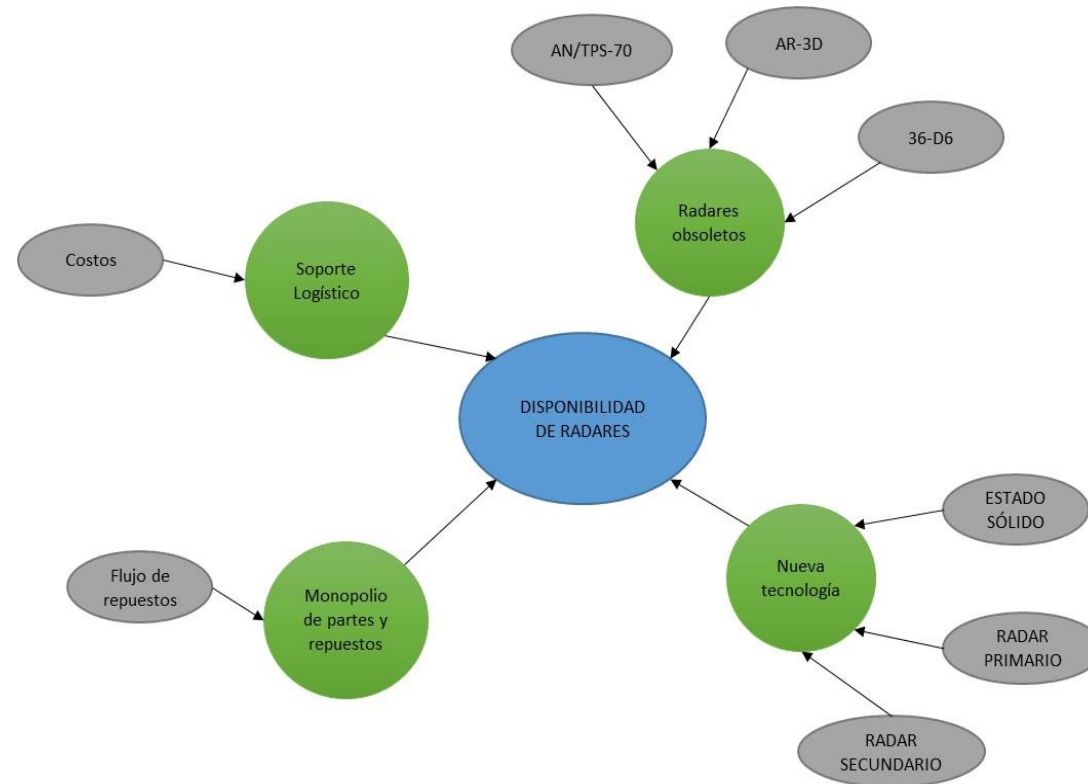 AN/TPS-70
AR-3D
36-D6
Radares
obsoletos
Costos
Soporte
Logístico
DISPONIBILIDAD
DE RADARES
ESTADO
SÓLIDO
Nueva
tecnología
Flujo de
repuestos
Monopolio
de partes y
repuestos
RADAR
PRIMARIO
RADAR
SECUNDARIO